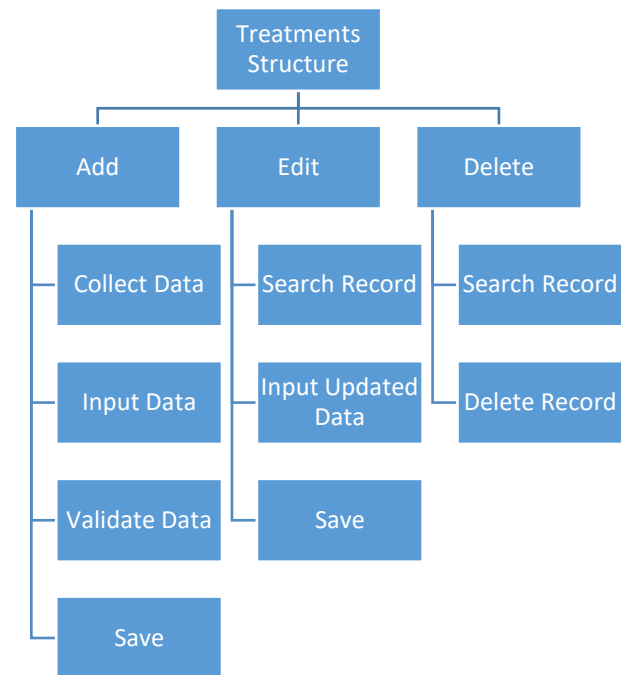 Treatments
Structure
Add
Edit
Delete
Collect Data
Search Record
Search Record
Input Data
Input Updated
Data
Delete Record
Validate Data
Save
Save